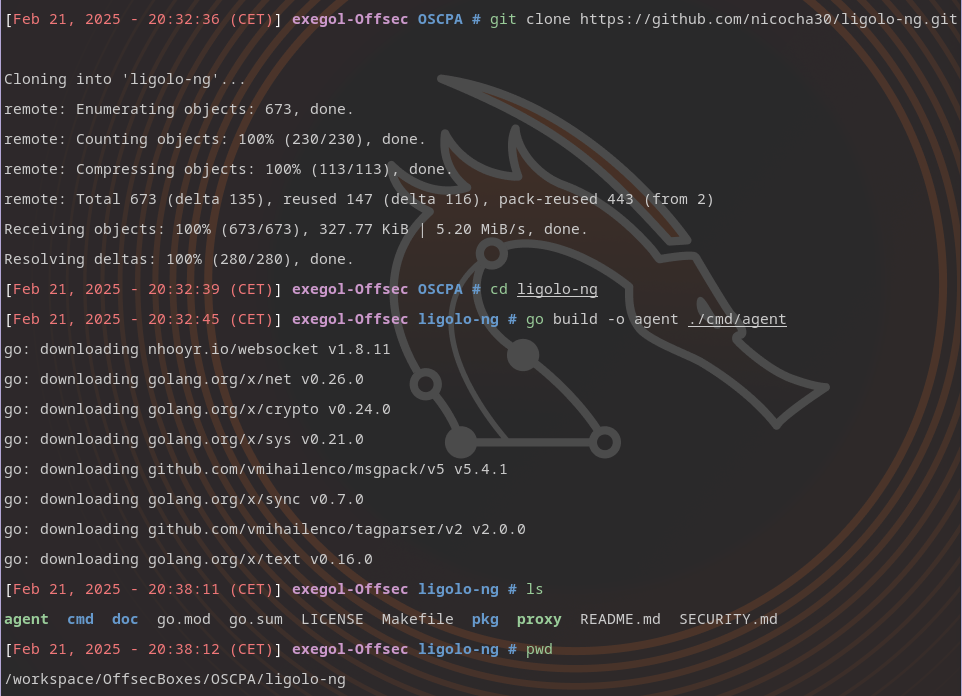 [Feb 21, 2025 - 20:32:36 (CET)] exegol-Offsec OSCPA # git clone https://github.com/nicocha30/ligolo-ng.git
Cloning into 'ligolo-ng'...
remote: Enumerating objects: 673, done.
remote: Counting objects: 100% (230/230), done.
remote: Compressing objects: 100% (113/113), done.
remote: Total 673 (delta 135), reused 147 (delta 116), pack-reused 443 (from 2)
Receiving objects: 100% (673/673), 327.77 KiB | 5.20 MiB/s, done.
Resolving deltas: 100% (280/280), done.
[Feb 21, 2025 - 20:32:39 (CET)] exegol-Offsec OSCPA # cd ligolo-ng
[Feb 21, 2025 - 20:32:45 (CET)] exegol-Offsec ligolo-ng # go build -o agent ./cmd/agent
go: downloading nhooyr.io/websocket v1.8.11
go: downloading golang.org/x/net v0.26.0
go: downloading golang.org/x/crypto v0.24.0
go: downloading golang.org/x/sys v0.21.0
go: downloading github.com/vmihailenco/msgpack/v5 v5.4.1
go: downloading golang.org/x/sync v0.7.0
go: downloading github.com/vmihailenco/tagparser/v2 v2.0.0
go: downloading golang.org/x/text v0.16.0
[Feb 21, 2025 - 20:38:11 (CET)] exegol-Offsec ligolo-ng # ls
agent cmd doc go.mod go.sum LICENSE Makefile pkg proxy README.md SECURITY.md
[Feb 21, 2025 - 20:38:12 (CET)] exegol-Offsec ligolo-ng # pwd
/workspace/OffsecBoxes/OSCPA/ligolo-ng